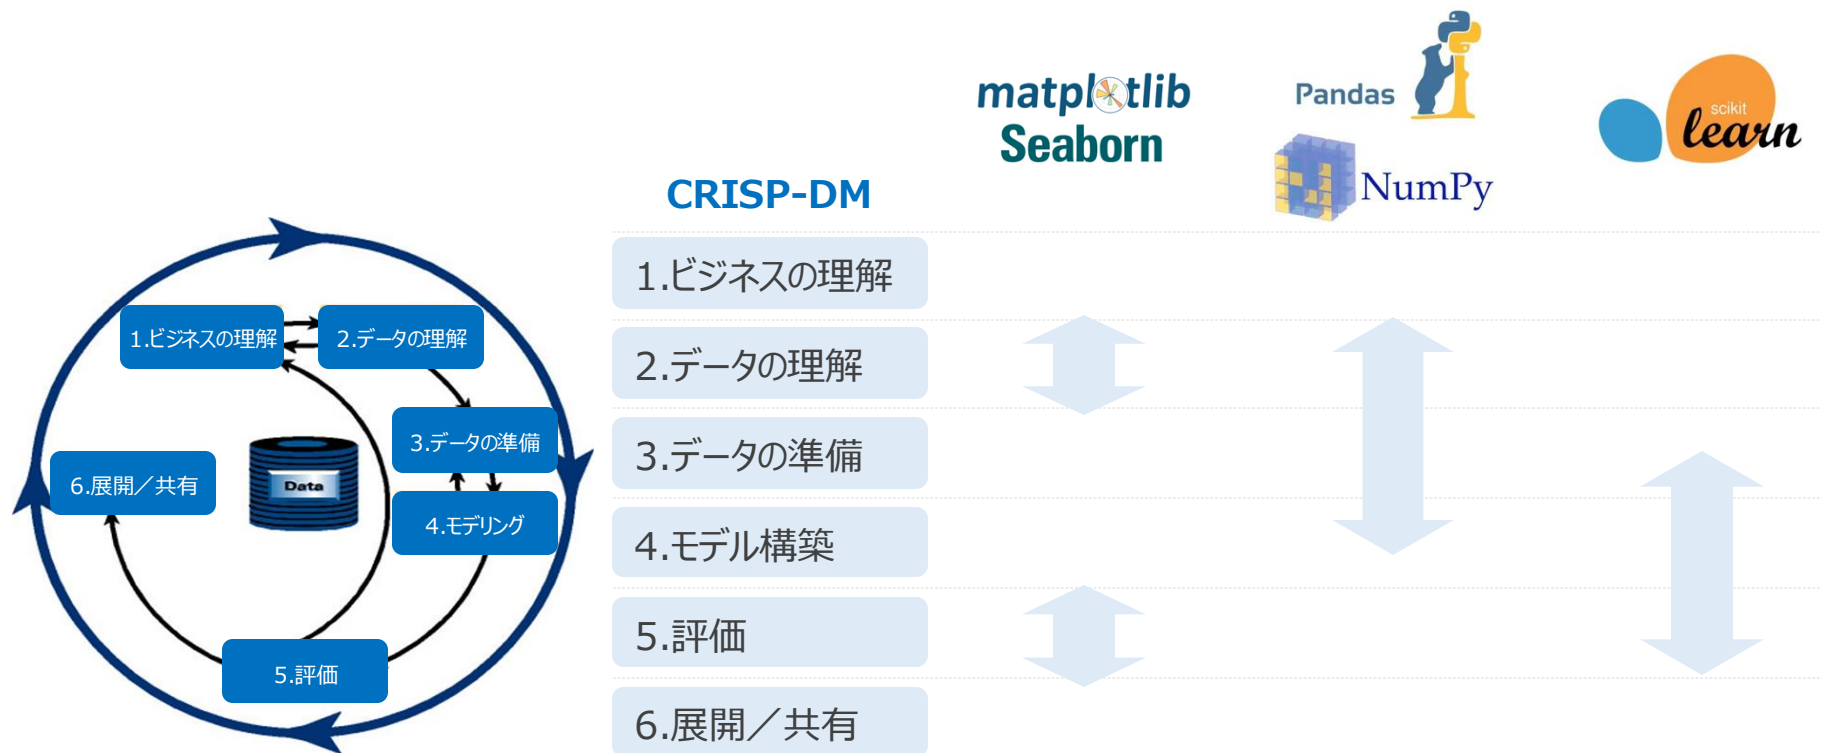 matplotlib
Seaborn
Pandas
NumPy
scikit
learn
CRISP-DM
1.ビジネスの理解
2.データの理解
3.データの準備
4.モデル構築
5.評価
6.展開／共有
1.ビジネスの理解
2.データの理解
3.データの準備
4.モデリング
5.評価
6.展開／共有
Data